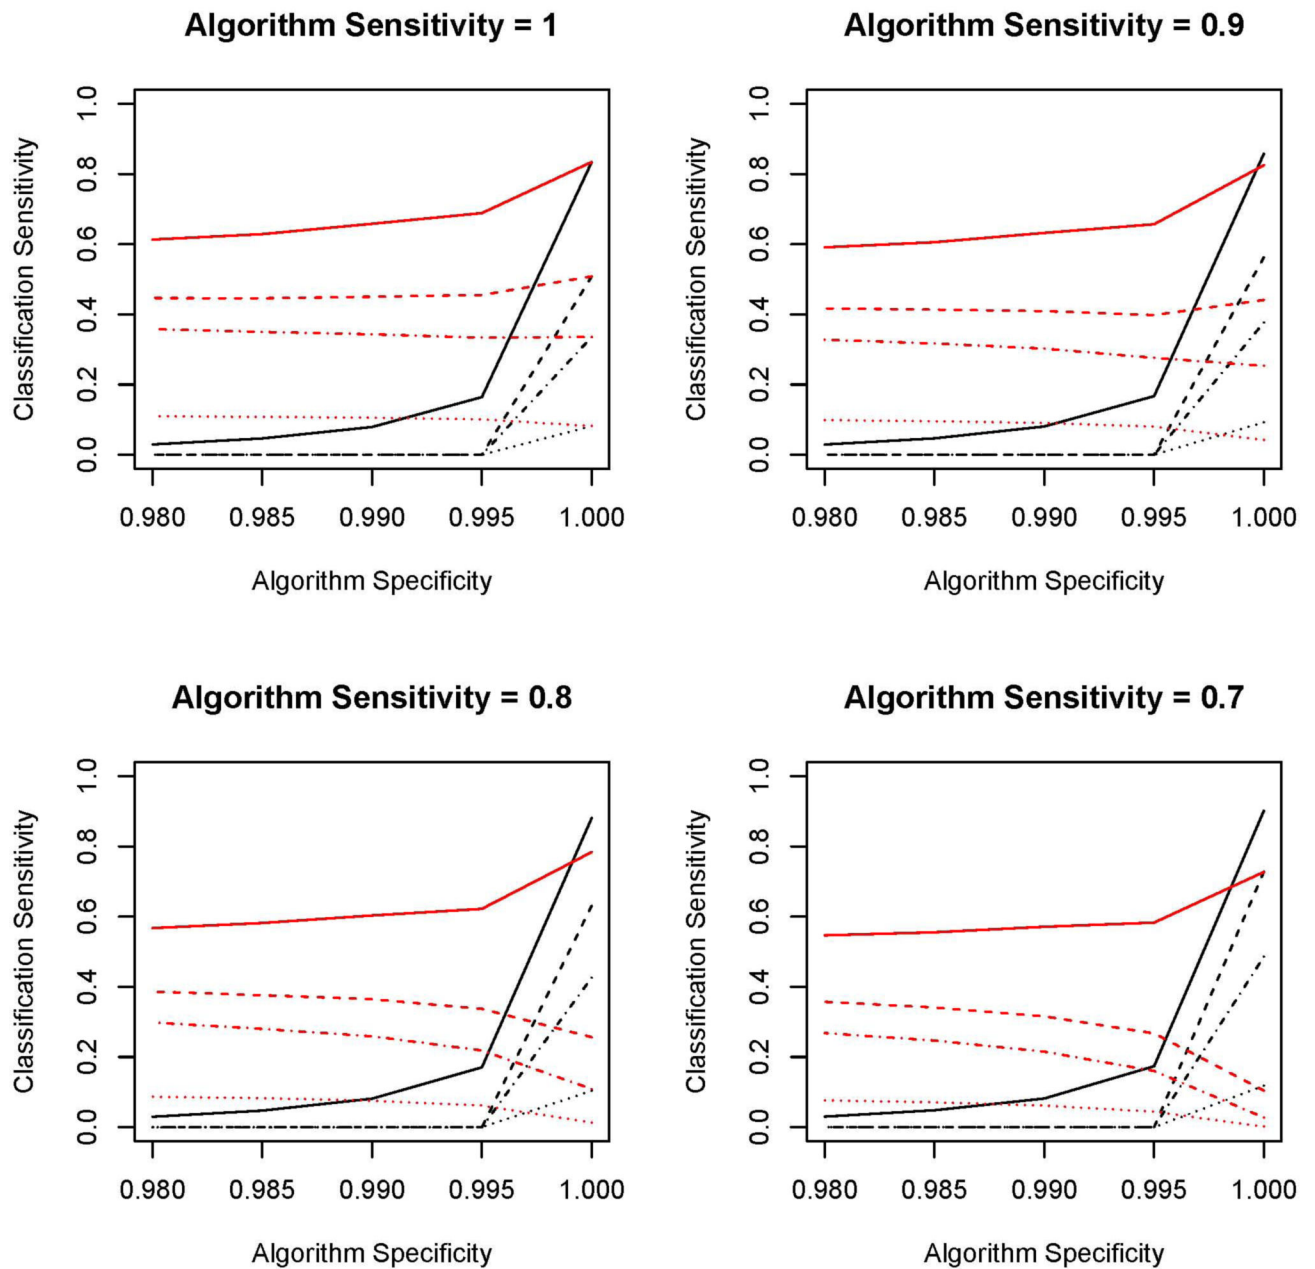 Algorithm Sensitivity = 1
Classification Sensitivity
1.0
0.8
0.6
0.4
0.2
0.0
0.980 0.985 0.990 0.995 1.000
Algorithm Specificity
Algorithm Sensitivity = 0.9
Classification Sensitivity
1.0
0.8
0.6
0.4
0.2
0.0
0.980 0.985 0.990 0.995 1.000
Algorithm Specificity
Algorithm Sensitivity = 0.8
Classification Sensitivity
1.0
0.8
0.6
0.4
0.2
0.0
0.980 0.985 0.990 0.995 1.000
Algorithm Specificity
Algorithm Sensitivity = 0.7
Classification Sensitivity
1.0
0.8
0.6
0.4
0.2
0.0
0.980 0.985 0.990 0.995 1.000
Algorithm Specificity